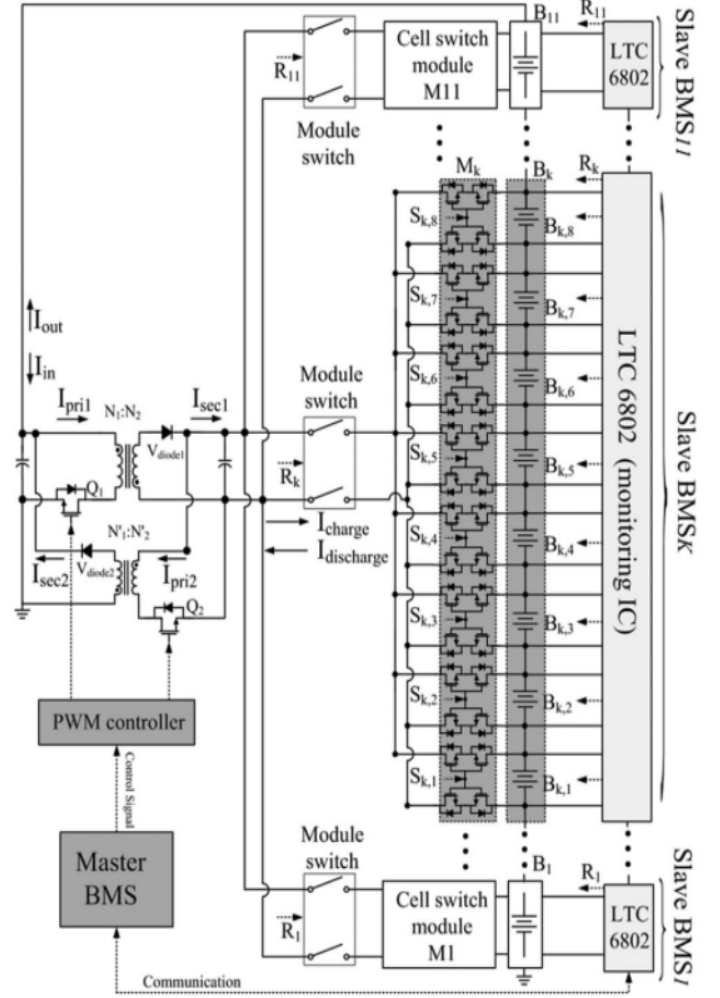 B11
R11
LTC
6802
Slave BMS11
Cell switch
module
M11
R11
Module
switch
Mk
Bk
Rk
Sk,8
Bk,8
Sk,7
Bk,7
Sk,6
Bk,6
Sk,5
Bk,5
Sk,4
Bk,4
Sk,3
Bk,3
Sk,2
Bk,2
Sk,1
Bk,1
LTC 6802 (monitoring IC)
Slave BMSK
Iout
Iin
Ipri1
N1:N2
Isec1
Vdiode1
Q1
Module
switch
Rk
Icharge
Idischarge
N'1:N'2
Isec2
Vdiode2
Ipri2
Q2
PWM controller
Control Signal
Master
BMS
Module
switch
R1
Cell switch
module
M1
B1
R1
LTC
6802
Slave BMS1
Communication